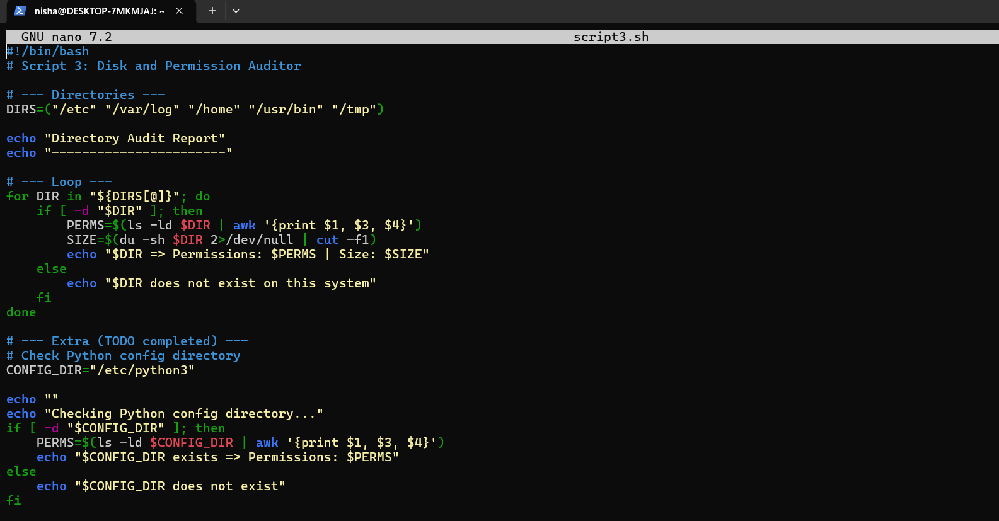 nisha@DESKTOP-7MKMJAJ: ~
GNU nano 7.2 script3.sh
#!/bin/bash
# Script 3: Disk and Permission Auditor
# --- Directories ---
DIRS=("/etc" "/var/log" "/home" "/usr/bin" "/tmp")
echo "Directory Audit Report"
echo "-----------------------"
# --- Loop ---
for DIR in "${DIRS[@]}"; do
    if [ -d "$DIR" ]; then
        PERMS=$(ls -ld $DIR | awk '{print $1, $3, $4}')
        SIZE=$(du -sh $DIR 2>/dev/null | cut -f1)
        echo "$DIR => Permissions: $PERMS | Size: $SIZE"
    else
        echo "$DIR does not exist on this system"
    fi
done
# --- Extra (TODO completed) ---
# Check Python config directory
CONFIG_DIR="/etc/python3"
echo ""
echo "Checking Python config directory..."
if [ -d "$CONFIG_DIR" ]; then
    PERMS=$(ls -ld $CONFIG_DIR | awk '{print $1, $3, $4}')
    echo "$CONFIG_DIR exists => Permissions: $PERMS"
else
    echo "$CONFIG_DIR does not exist"
fi